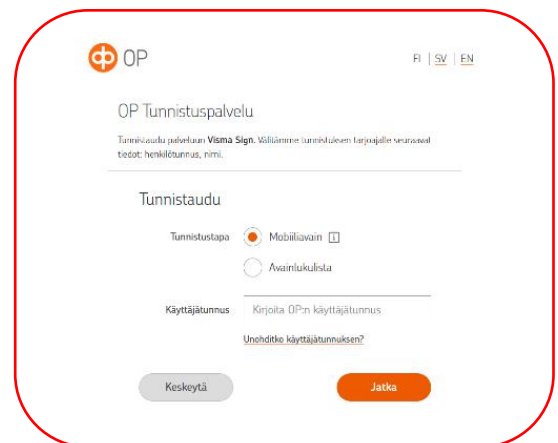 OP
FI | SV | EN
OP Tunnistuspalvelu
Tunnistaudu palveluun Visma Sign. Välitämme tunnistuksen tarjoajalle seuraavat
tiedot: henkilötunnus, nimi.
Tunnistaudu
Tunnistustapa
Mobiiliavain i
Avainlukulista
Käyttäjätunnus
Kirjoita OP:n käyttäjätunnus
Unohditko käyttäjätunnuksen?
Keskeytä
Jatka